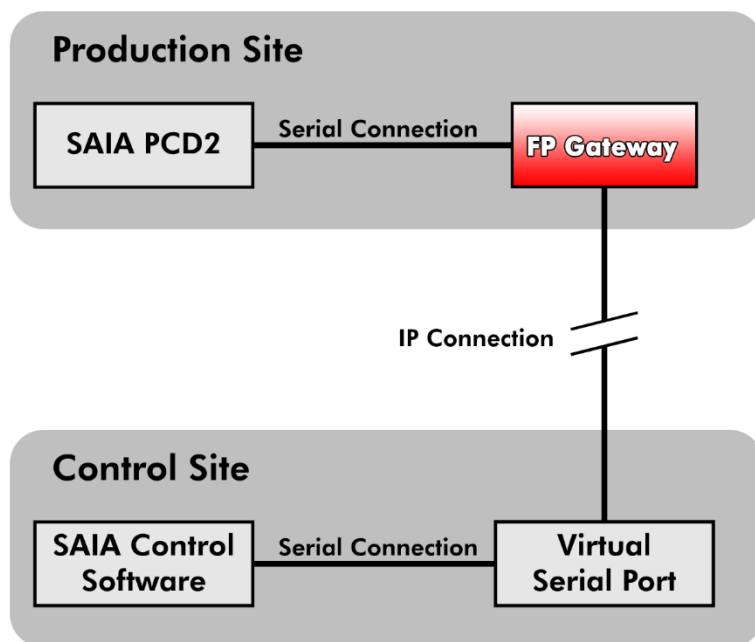 Production Site
SAIA PCD2
Serial Connection
FP Gateway
IP Connection
Control Site
SAIA Control
Software
Serial Connection
Virtual
Serial Port